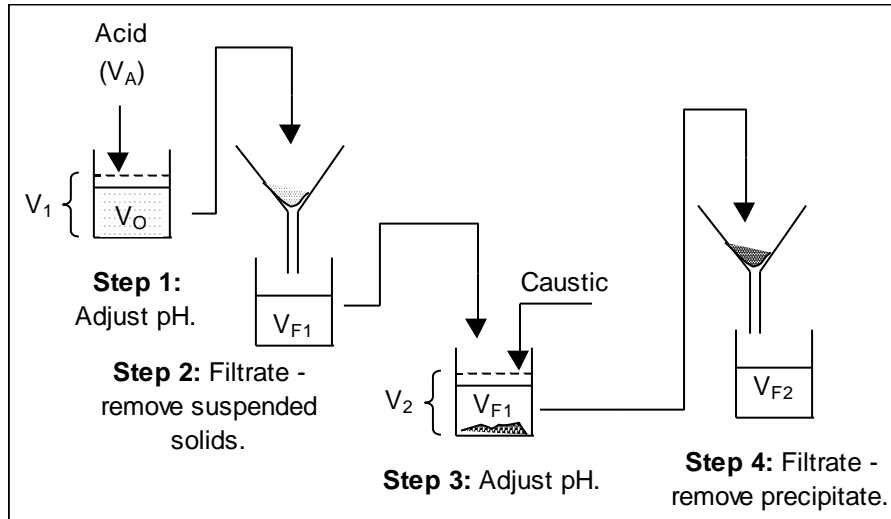 Acid
(V_A)
V_1
V_O
Step 1:
Adjust pH.
V_F1
Step 2: Filtrate -
remove suspended
solids.
Caustic
V_2
V_F1
Step 3: Adjust pH.
V_F2
Step 4: Filtrate -
remove precipitate.